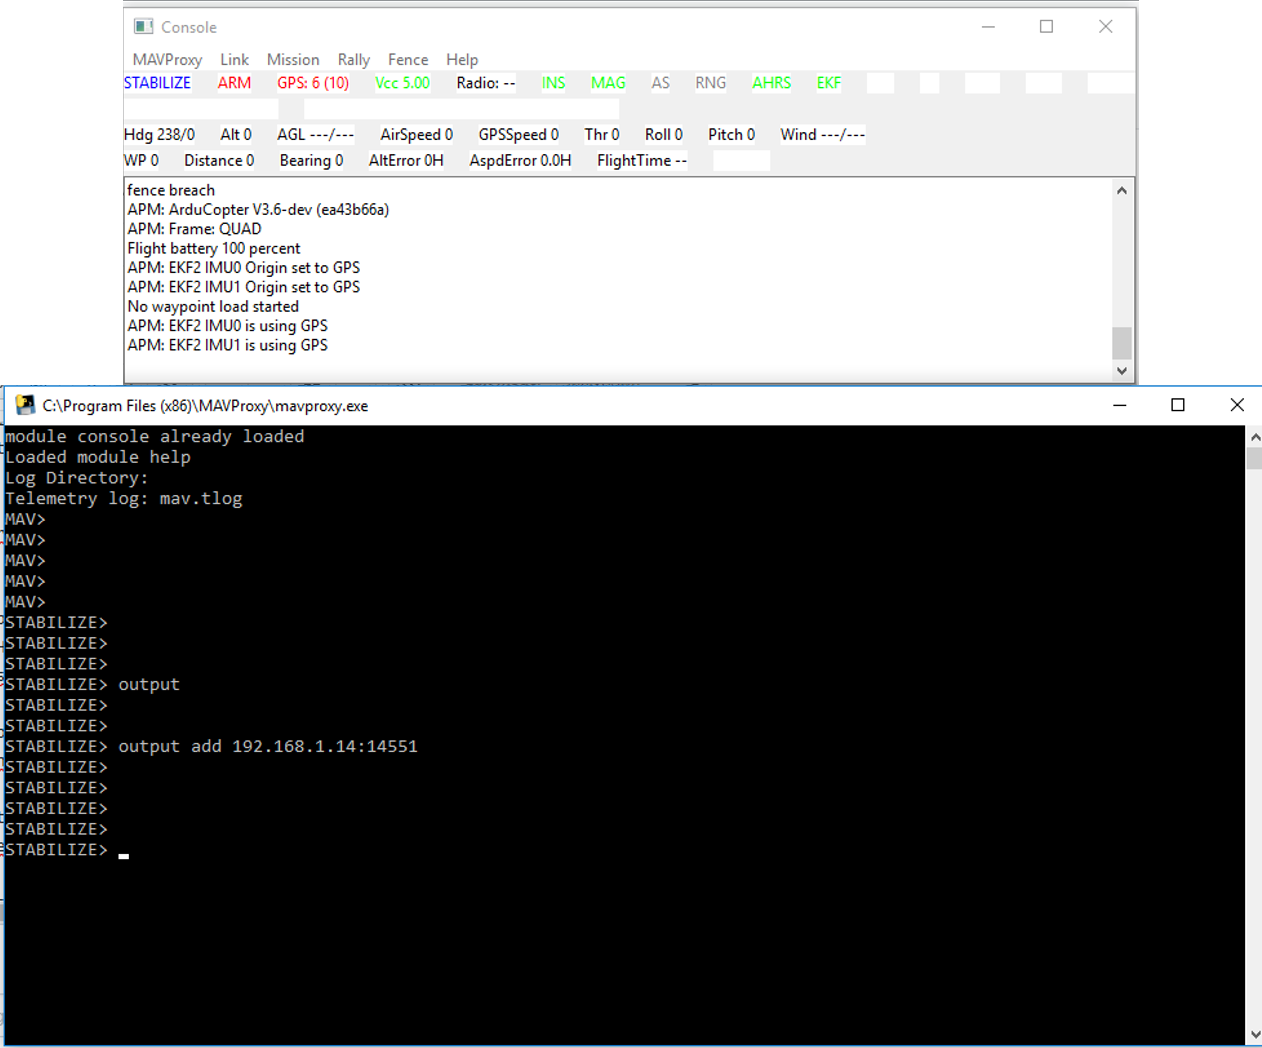 Console
MAVProxy Link Mission Rally Fence Help
STABILIZE ARM GPS: 6 (10) Vcc 5.00 Radio: -- INS MAG AS RNG AHRS EKF
Hdg 238/0 Alt 0 AGL ---/--- AirSpeed 0 GPSSpeed 0 Thr 0 Roll 0 Pitch 0 Wind ---/---
WP 0 Distance 0 Bearing 0 AltError 0H AspdError 0.0H FlightTime --
fence breach
APM: ArduCopter V3.6-dev (ea43b66a)
APM: Frame: QUAD
Flight battery 100 percent
APM: EKF2 IMU0 Origin set to GPS
APM: EKF2 IMU1 Origin set to GPS
No waypoint load started
APM: EKF2 IMU0 is using GPS
APM: EKF2 IMU1 is using GPS
C:\Program Files (x86)\MAVProxy\mavproxy.exe
module console already loaded
Loaded module help
Log Directory:
Telemetry log: mav.tlog
MAV>
MAV>
MAV>
MAV>
MAV>
STABILIZE>
STABILIZE>
STABILIZE>
STABILIZE> output
STABILIZE>
STABILIZE>
STABILIZE> output add 192.168.1.14:14551
STABILIZE>
STABILIZE>
STABILIZE>
STABILIZE>
STABILIZE>